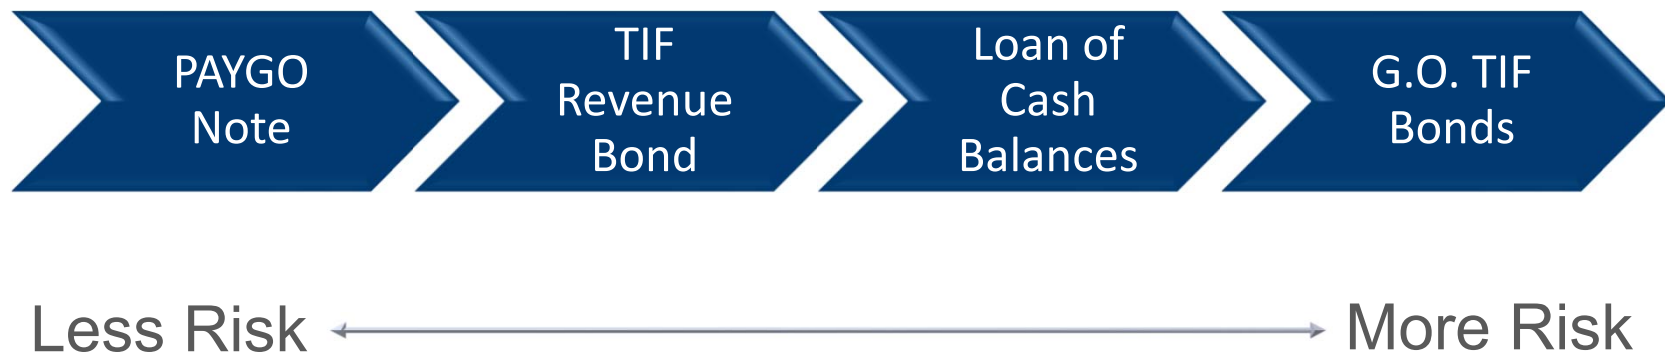 PAYGO
Note
TIF
Revenue
Bond
Loan of
Cash
Balances
G.O. TIF
Bonds
Less Risk
More Risk